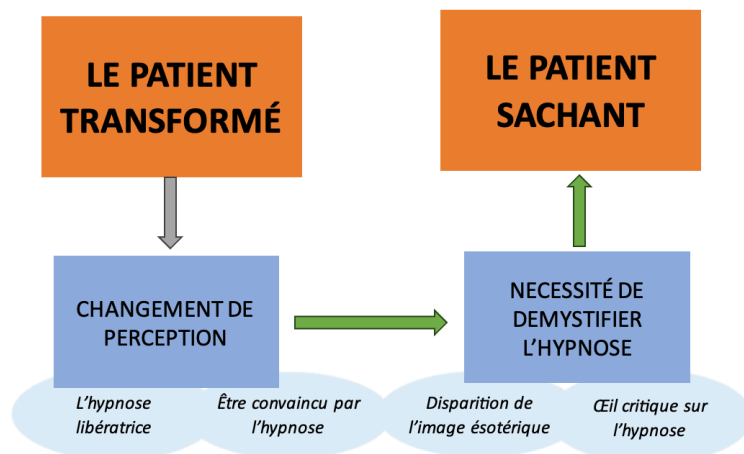 LE PATIENT
TRANSFORMÉ
LE PATIENT
SACHANT
CHANGEMENT DE
PERCEPTION
NECESSITÉ DE
DEMYSTIFIER
L'HYPNOSE
L'hypnose
libératrice
Être convaincu par
l'hypnose
Disparition de
l'image ésotérique
Œil critique sur
l'hypnose